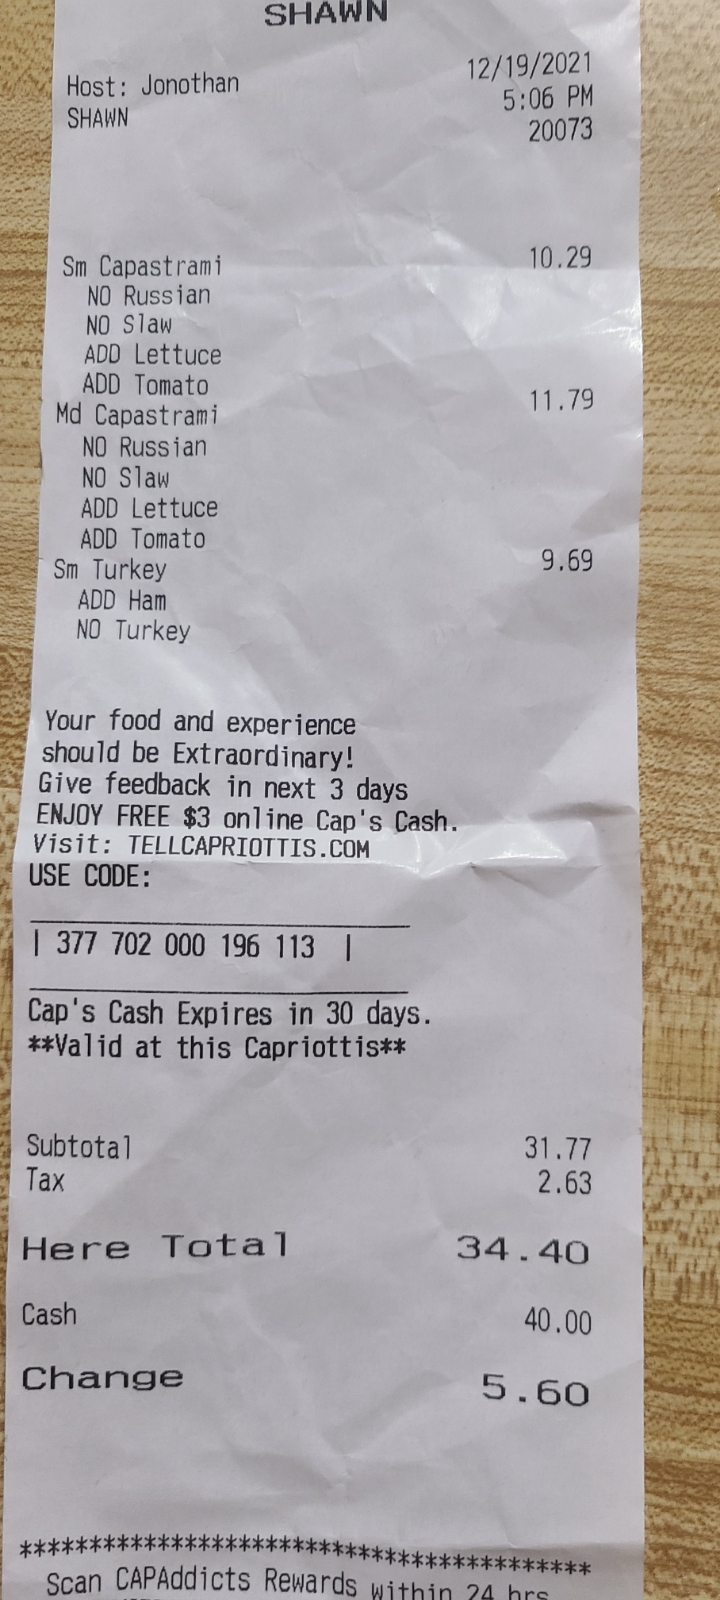 SHAWN
Host: Jonothan 12/19/2021
SHAWN 5:06 PM
20073
Sm Capastrami 10.29
NO Russian
NO Slaw
ADD Lettuce
ADD Tomato
Md Capastrami 11.79
NO Russian
NO Slaw
ADD Lettuce
ADD Tomato
Sm Turkey 9.69
ADD Ham
NO Turkey
Your food and experience
should be Extraordinary!
Give feedback in next 3 days
ENJOY FREE $3 online Cap's Cash.
Visit: TELLCAPRIOTTIS.COM
USE CODE:
| 377 702 000 196 113 |
Cap's Cash Expires in 30 days.
**Valid at this Capriottis**
Subtotal 31.77
Tax 2.63
Here Total 34.40
Cash 40.00
Change 5.60
*****************************************
Scan CAPAddicts Rewards within 24 hrs